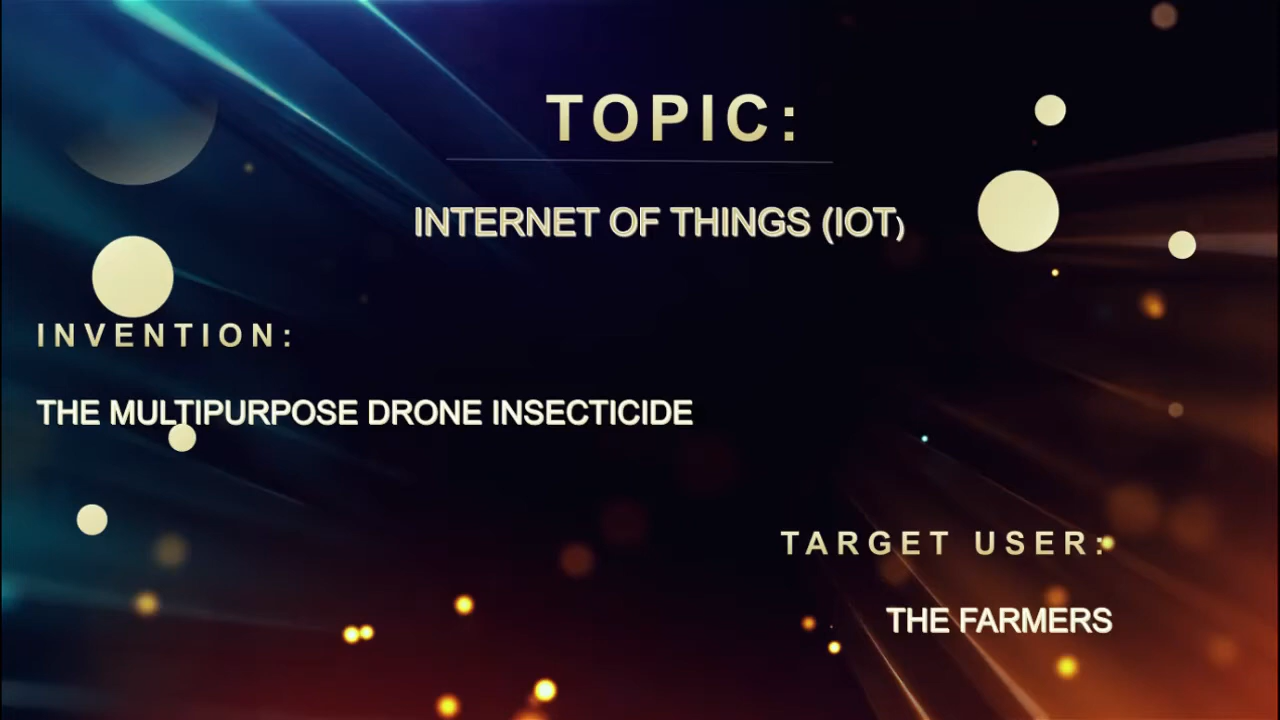 TOPIC:
INTERNET OF THINGS (IOT)
INVENTION:
THE MULTIPURPOSE DRONE INSECTICIDE
TARGET USER:
THE FARMERS